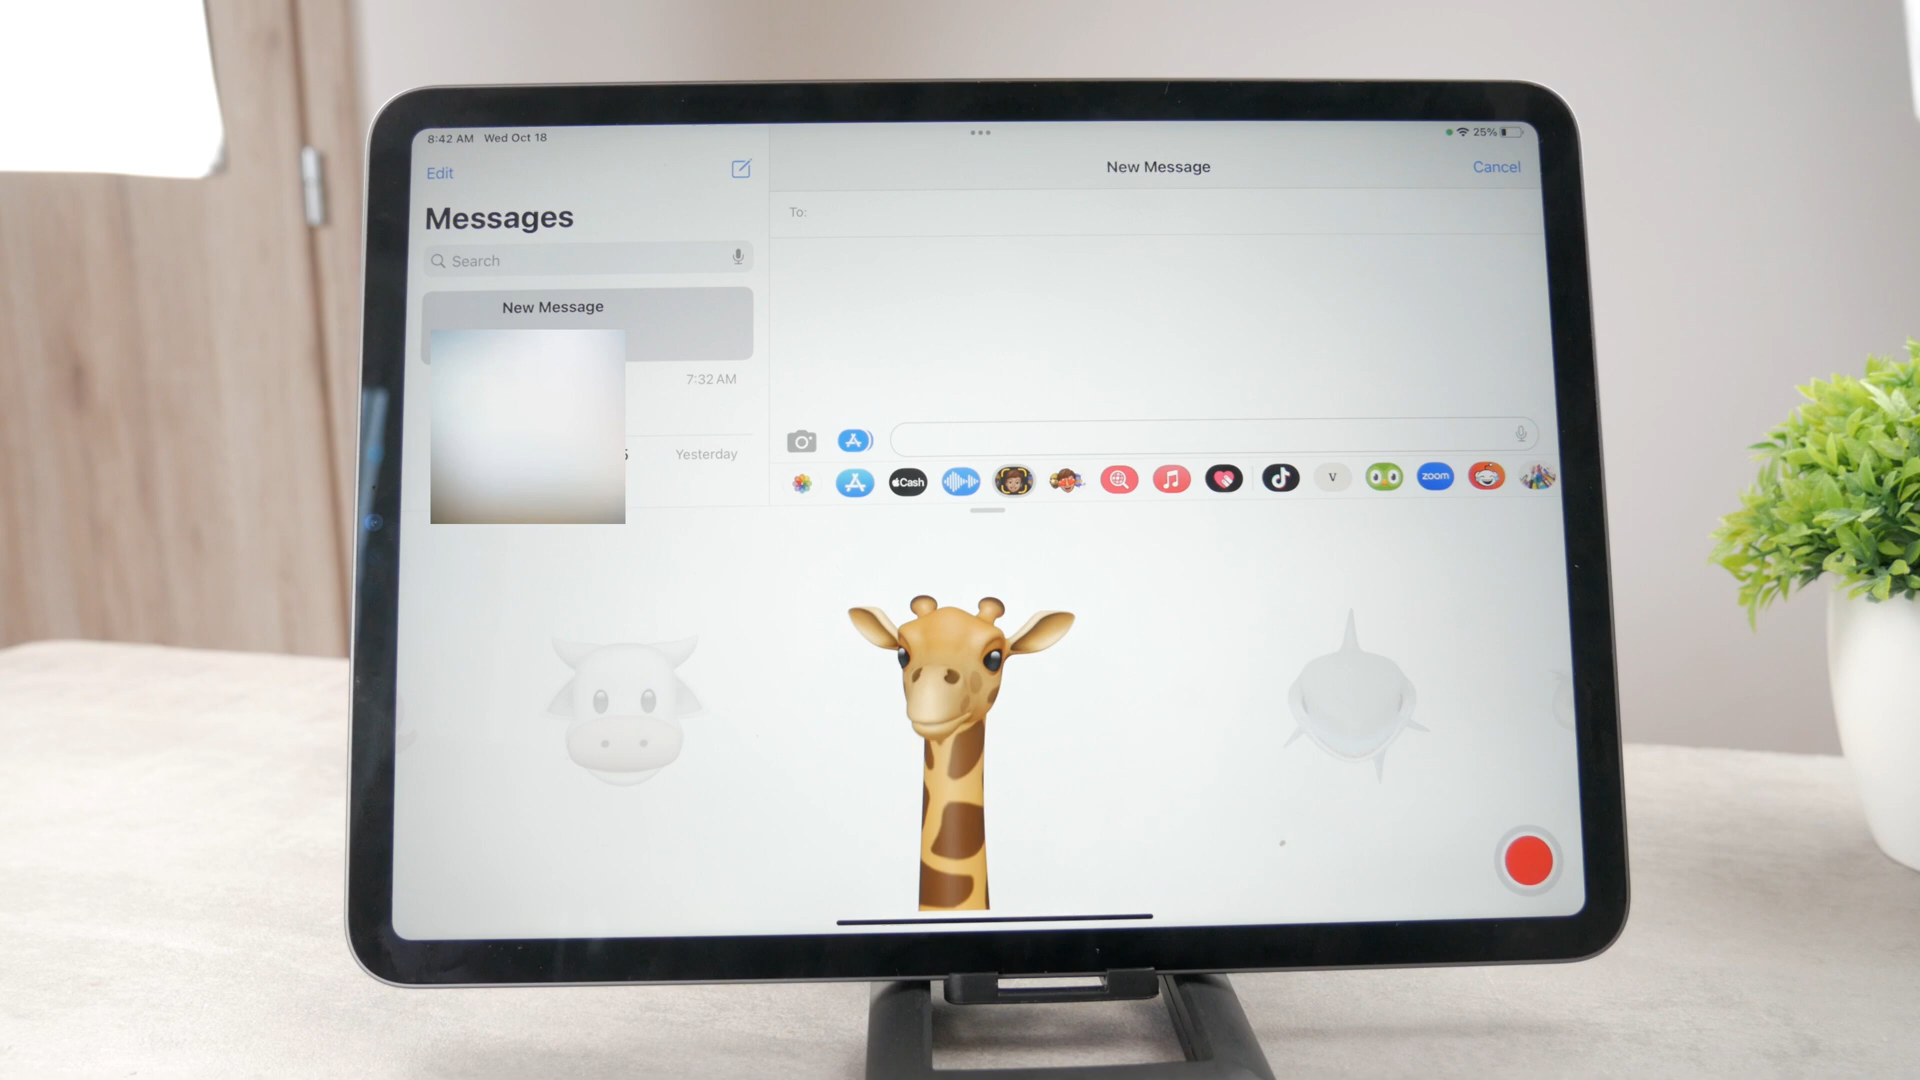 8:42 AM Wed Oct 18
25%
Edit
New Message
Cancel
Messages
To:
Search
New Message
7:32 AM
Yesterday
Cash
V
zoom